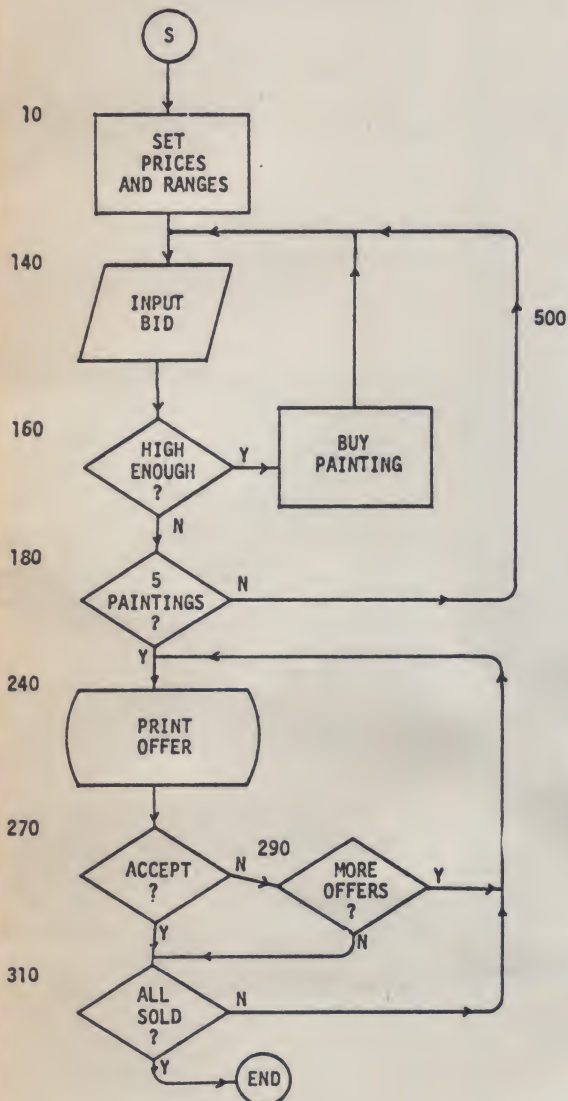 S
10
SET
PRICES
AND RANGES
140
INPUT
BID
500
160
HIGH
ENOUGH
?
Y
BUY
PAINTING
N
180
5
PAINTINGS
?
N
Y
240
PRINT
OFFER
270
ACCEPT
?
N
290
MORE
OFFERS
?
Y
Y
N
310
ALL
SOLD
?
N
Y
END